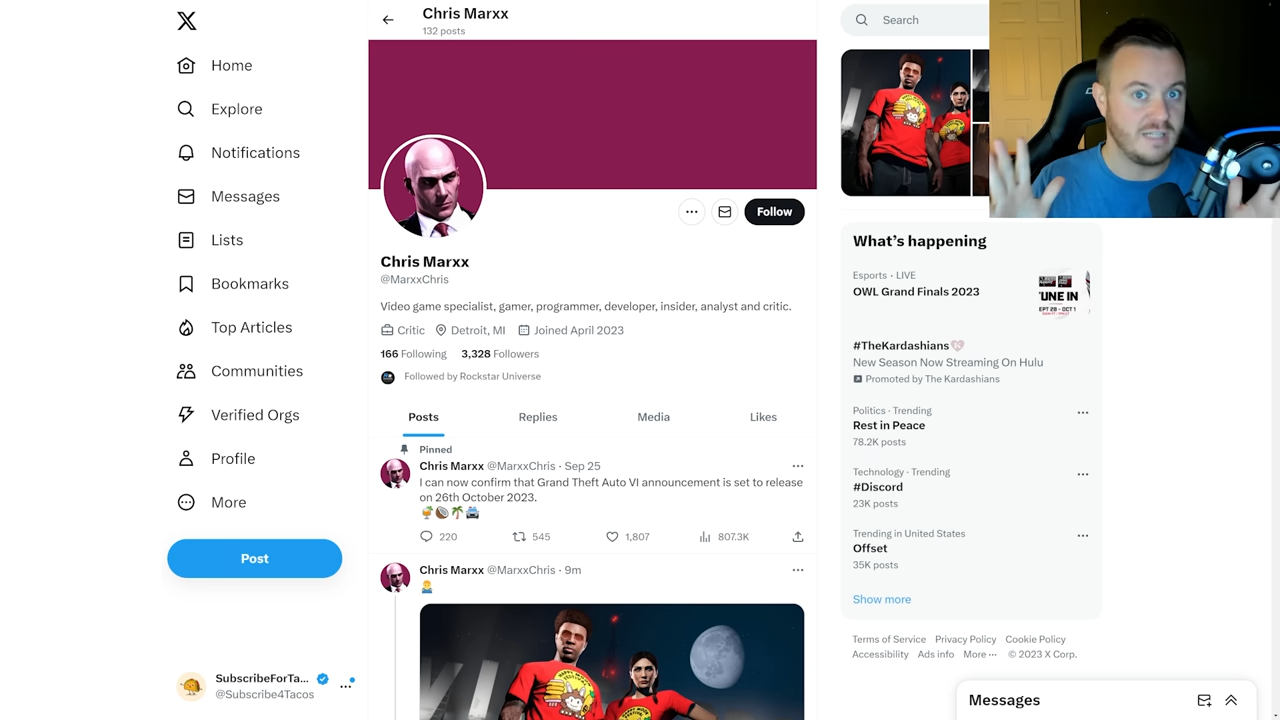 Chris Marxx
132 posts
Search
Home
Explore
Notifications
Messages
Lists
Bookmarks
Top Articles
Communities
Verified Orgs
Profile
More
Post
SubscribeForTa...
@Subscribe4Tacos
Follow
Chris Marxx
@MarxxChris
Video game specialist, gamer, programmer, developer, insider, analyst and critic.
Critic Detroit, MI Joined April 2023
166 Following 3,328 Followers
Followed by Rockstar Universe
Posts Replies Media Likes
Pinned
Chris Marxx @MarxxChris · Sep 25
I can now confirm that Grand Theft Auto VI announcement is set to release
on 26th October 2023.
220 545 1,807 807.3K
Chris Marxx @MarxxChris · 9m
What's happening
Esports · LIVE
OWL Grand Finals 2023
#TheKardashians
New Season Now Streaming On Hulu
Promoted by The Kardashians
Politics · Trending
Rest in Peace
78.2K posts
Technology · Trending
#Discord
23K posts
Trending in United States
Offset
35K posts
Show more
Terms of Service Privacy Policy Cookie Policy
Accessibility Ads info More ··· © 2023 X Corp.
Messages